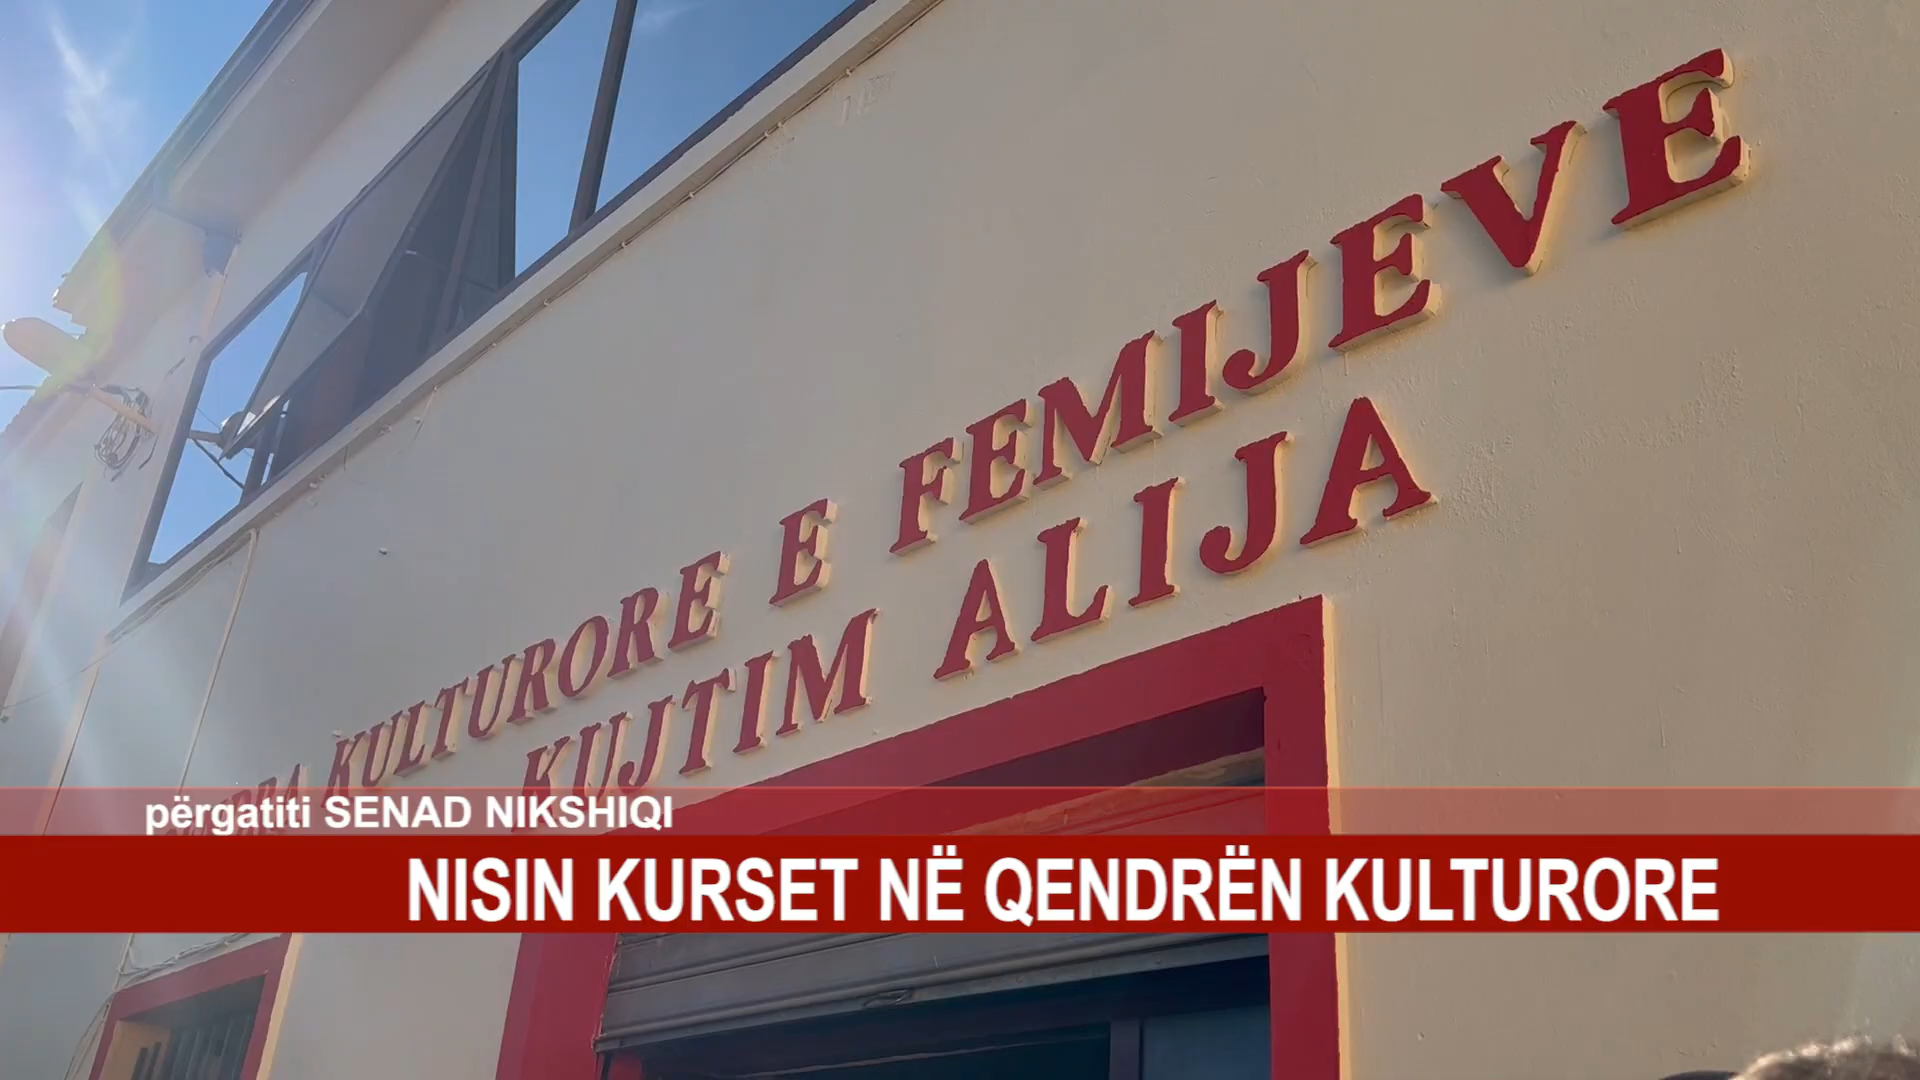 KULTURORE E FEMIJEVE
KUJTIM ALIJA
përgatiti SENAD NIKSHIQI
NISIN KURSET NË QENDRËN KULTURORE